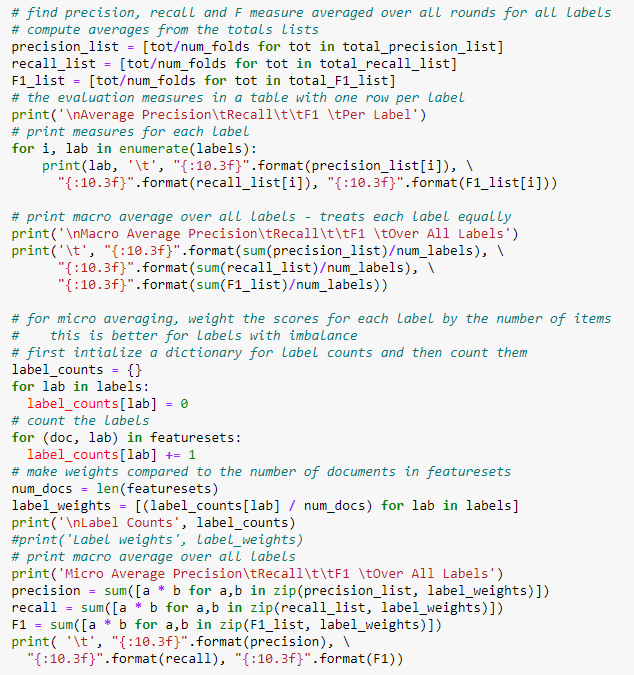 # find precision, recall and F measure averaged over all rounds for all labels
# compute averages from the totals lists
precision_list = [tot/num_folds for tot in total_precision_list]
recall_list = [tot/num_folds for tot in total_recall_list]
F1_list = [tot/num_folds for tot in total_F1_list]
# the evaluation measures in a table with one row per label
print('\nAverage Precision\tRecall\t\tF1 \tPer Label')
# print measures for each label
for i, lab in enumerate(labels):
    print(lab, '\t', "{:10.3f}".format(precision_list[i]), \
      "{:10.3f}".format(recall_list[i]), "{:10.3f}".format(F1_list[i]))

# print macro average over all labels - treats each label equally
print('\nMacro Average Precision\tRecall\t\tF1 \tOver All Labels')
print('\t', "{:10.3f}".format(sum(precision_list)/num_labels), \
      "{:10.3f}".format(sum(recall_list)/num_labels), \
      "{:10.3f}".format(sum(F1_list)/num_labels))

# for micro averaging, weight the scores for each label by the number of items
#    this is better for labels with imbalance
# first intialize a dictionary for label counts and then count them
label_counts = {}
for lab in labels:
  label_counts[lab] = 0
# count the labels
for (doc, lab) in featuresets:
  label_counts[lab] += 1
# make weights compared to the number of documents in featuresets
num_docs = len(featuresets)
label_weights = [(label_counts[lab] / num_docs) for lab in labels]
print('\nLabel Counts', label_counts)
#print('Label weights', label_weights)
# print macro average over all labels
print('Micro Average Precision\tRecall\t\tF1 \tOver All Labels')
precision = sum([a * b for a,b in zip(precision_list, label_weights)])
recall = sum([a * b for a,b in zip(recall_list, label_weights)])
F1 = sum([a * b for a,b in zip(F1_list, label_weights)])
print( '\t', "{:10.3f}".format(precision), \
  "{:10.3f}".format(recall), "{:10.3f}".format(F1))